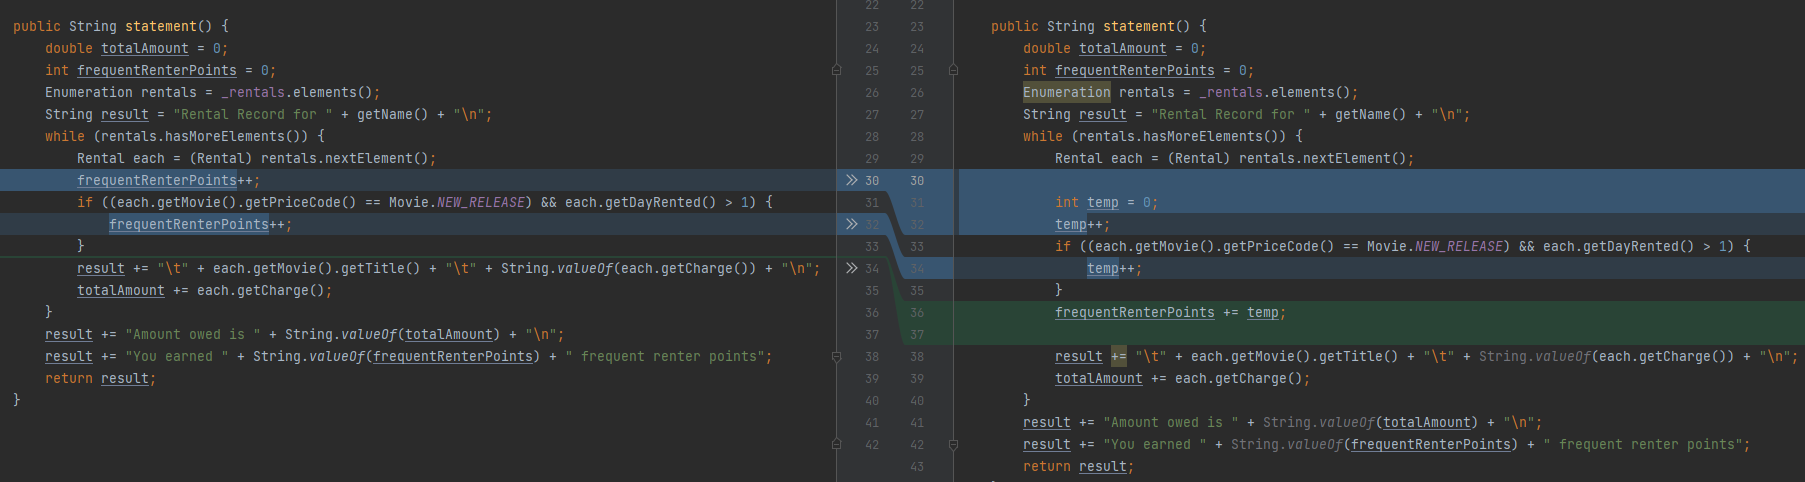 public String statement() {
    double totalAmount = 0;
    int frequentRenterPoints = 0;
    Enumeration rentals = _rentals.elements();
    String result = "Rental Record for " + getName() + "\n";
    while (rentals.hasMoreElements()) {
        Rental each = (Rental) rentals.nextElement();
        frequentRenterPoints++;
        if ((each.getMovie().getPriceCode() == Movie.NEW_RELEASE) && each.getDayRented() > 1) {
            frequentRenterPoints++;
        }
        result += "\t" + each.getMovie().getTitle() + "\t" + String.valueOf(each.getCharge()) + "\n";
        totalAmount += each.getCharge();
    }
    result += "Amount owed is " + String.valueOf(totalAmount) + "\n";
    result += "You earned " + String.valueOf(frequentRenterPoints) + " frequent renter points";
    return result;
}
22 22
23 23
24 24
25 25
26 26
27 27
28 28
29 29
30 30
31 31
32 32
33 33
34 34
35 35
36 36
37 37
38 38
39 39
40 40
41 41
42 42
43
public String statement() {
    double totalAmount = 0;
    int frequentRenterPoints = 0;
    Enumeration rentals = _rentals.elements();
    String result = "Rental Record for " + getName() + "\n";
    while (rentals.hasMoreElements()) {
        Rental each = (Rental) rentals.nextElement();
        int temp = 0;
        temp++;
        if ((each.getMovie().getPriceCode() == Movie.NEW_RELEASE) && each.getDayRented() > 1) {
            temp++;
        }
        frequentRenterPoints += temp;
        result += "\t" + each.getMovie().getTitle() + "\t" + String.valueOf(each.getCharge()) + "\n";
        totalAmount += each.getCharge();
    }
    result += "Amount owed is " + String.valueOf(totalAmount) + "\n";
    result += "You earned " + String.valueOf(frequentRenterPoints) + " frequent renter points";
    return result;